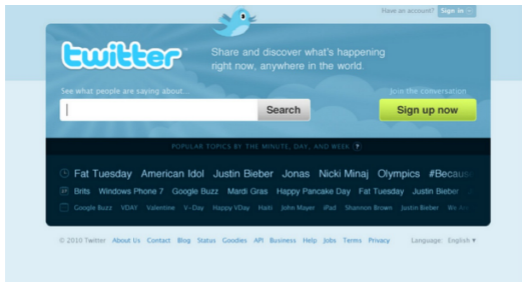 Have an account? Sign in
twitter
Share and discover what's happening
right now, anywhere in the world.
See what people are saying about...
Join the conversation
Search
Sign up now
POPULAR TOPICS BY THE MINUTE, DAY, AND WEEK ?
Fat Tuesday American Idol Justin Bieber Jonas Nicki Minaj Olympics #Becaus
Brits Windows Phone 7 Google Buzz Mardi Gras Happy Pancake Day Fat Tuesday Justin Bieber
Google Buzz VDAY Valentine V-Day Happy VDay Haiti John Mayer iPad Shannon Brown Justin Bieber We Are
© 2010 Twitter About Us Contact Blog Status Goodies API Business Help Jobs Terms Privacy Language: English